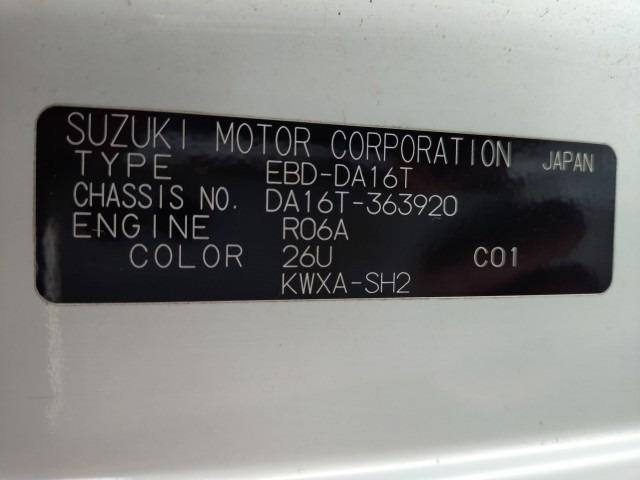 SUZUKI MOTOR CORPORATION JAPAN
TYPE EBD-DA16T
CHASSIS NO. DA16T-363920
ENGINE R06A
COLOR 26U C01
KWXA-SH2